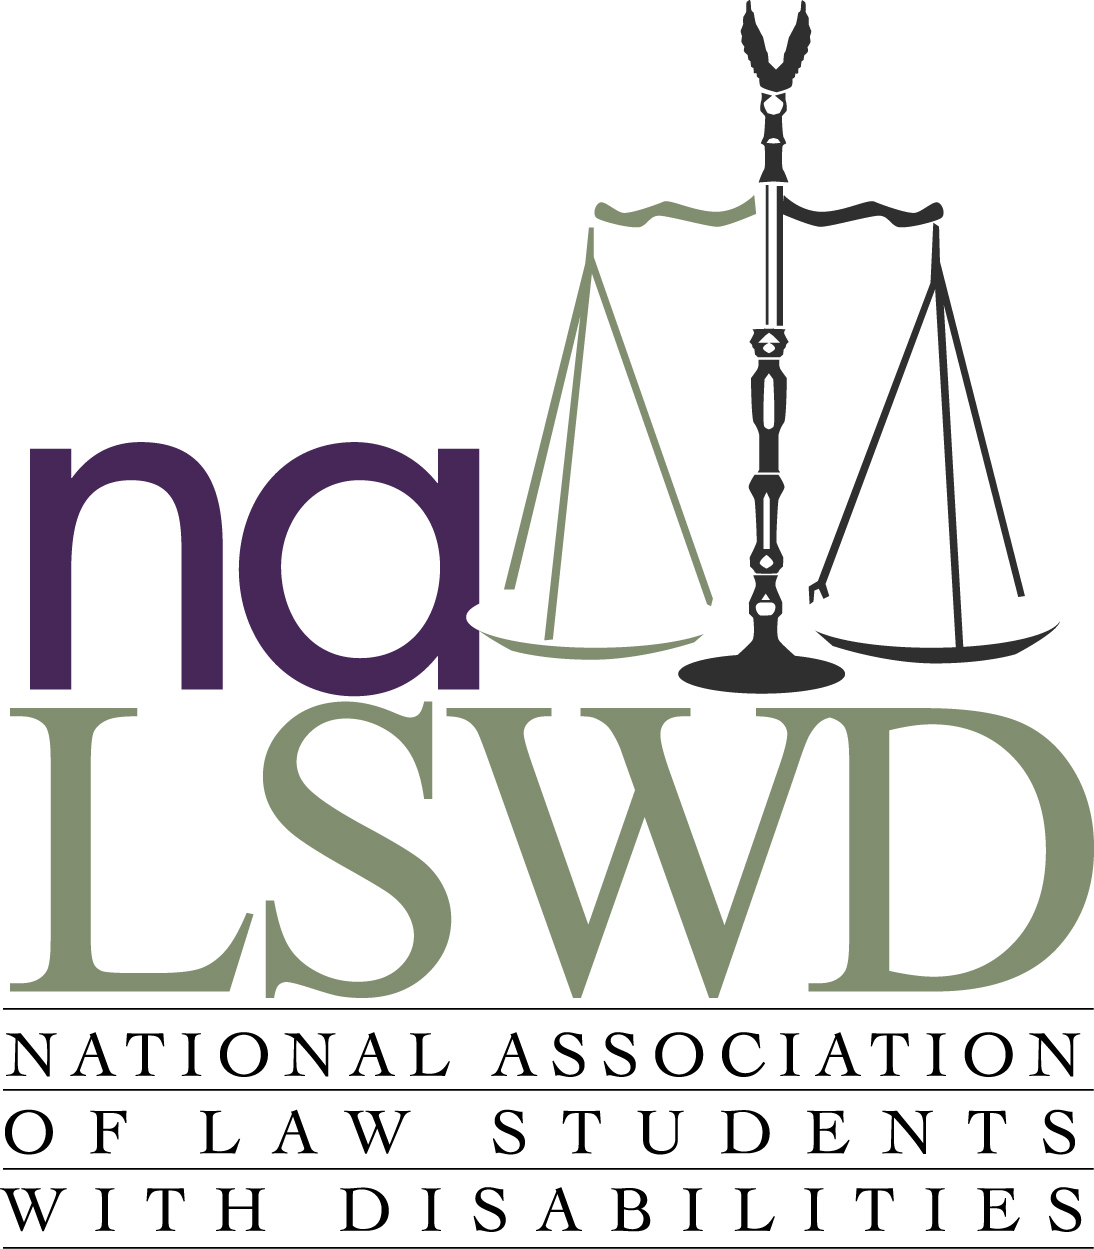 na
LSWD
NATIONAL ASSOCIATION
OF LAW STUDENTS
WITH DISABILITIES